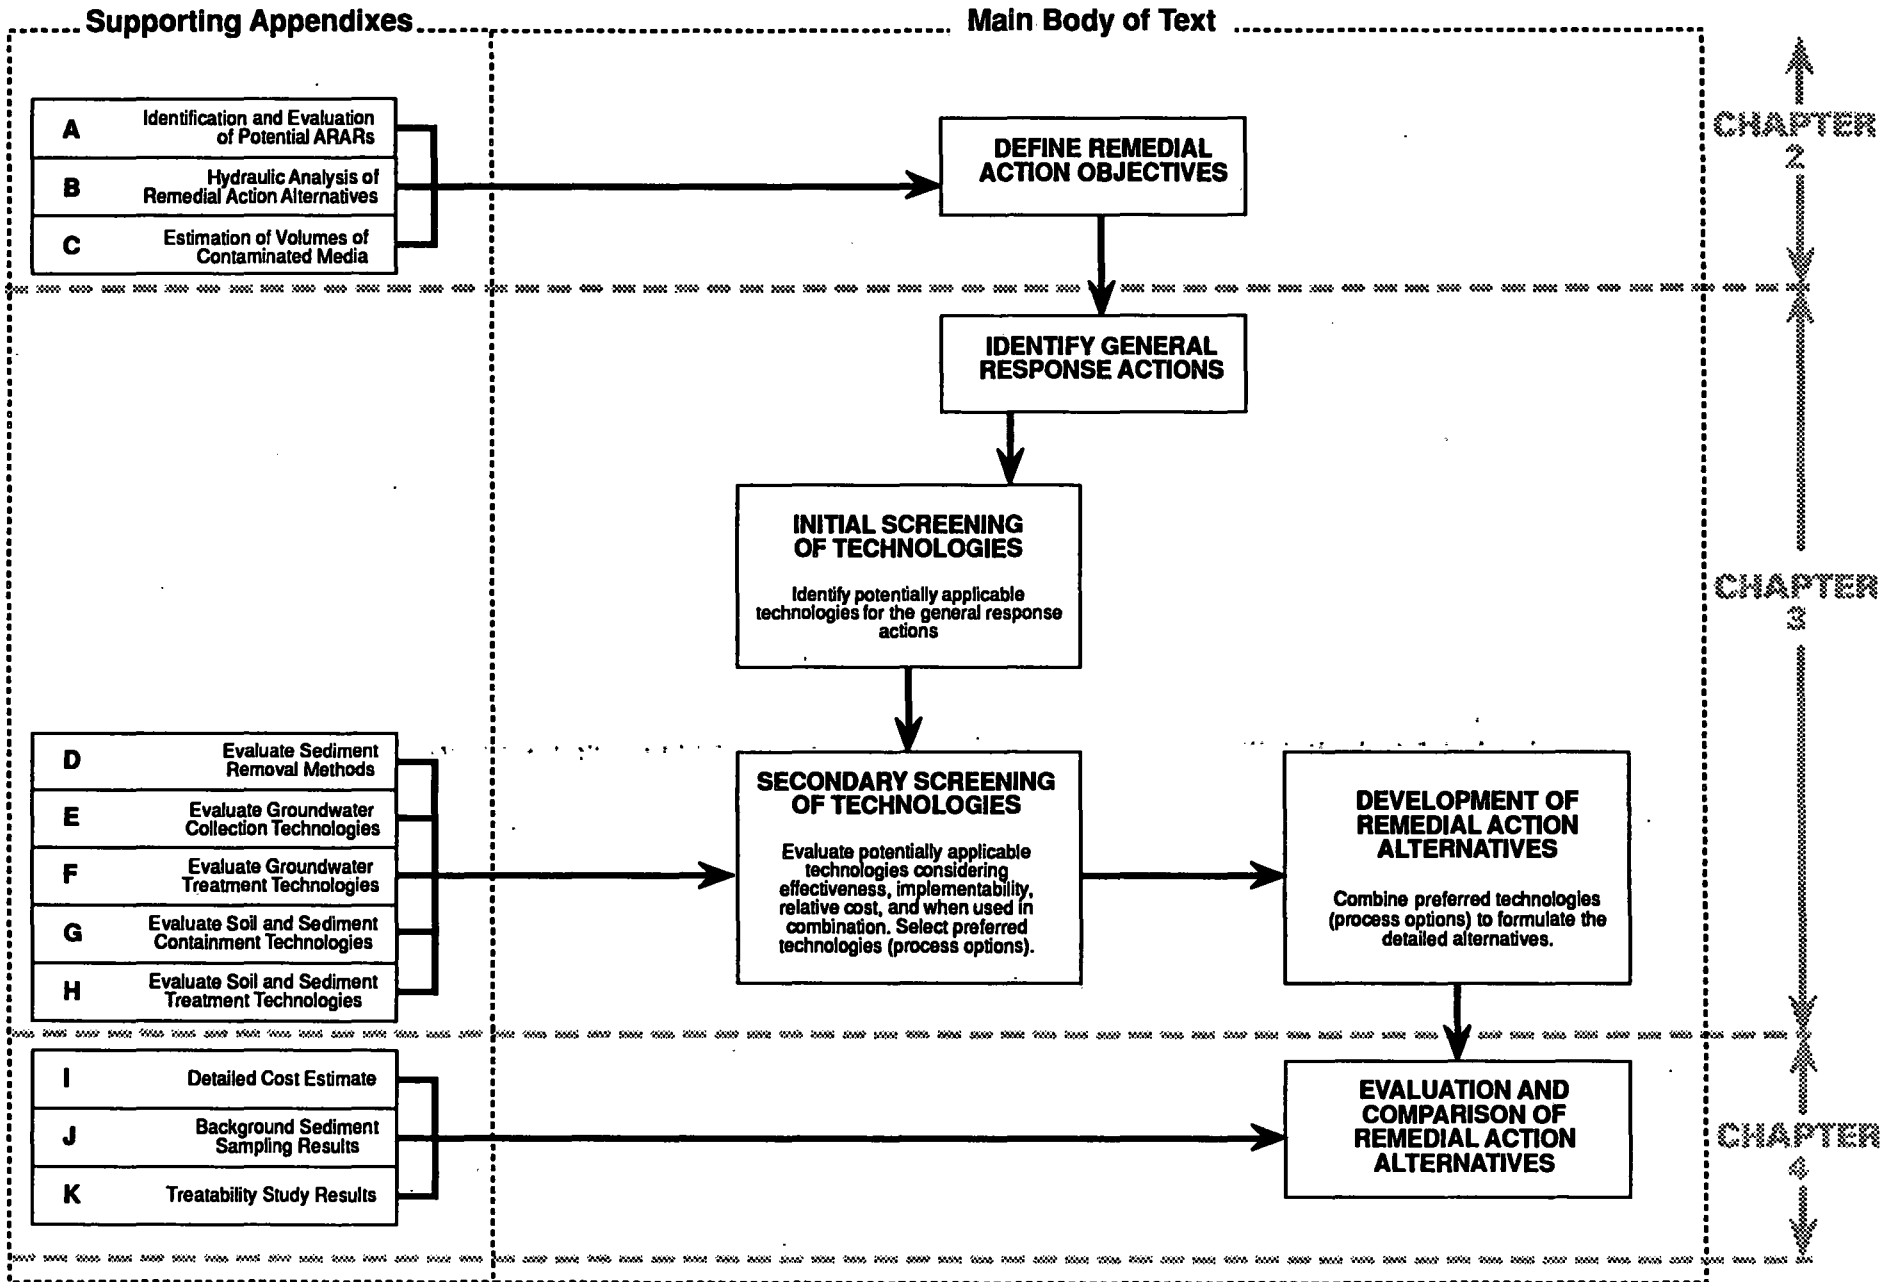 Supporting Appendixes
Main Body of Text
A
Identification and Evaluation
of Potential ARARs
B
Hydraulic Analysis of
Remedial Action Alternatives
C
Estimation of Volumes of
Contaminated Media
DEFINE REMEDIAL
ACTION OBJECTIVES
CHAPTER
2
IDENTIFY GENERAL
RESPONSE ACTIONS
INITIAL SCREENING
OF TECHNOLOGIES
Identify potentially applicable
technologies for the general response
actions
CHAPTER
3
D
Evaluate Sediment
Removal Methods
E
Evaluate Groundwater
Collection Technologies
F
Evaluate Groundwater
Treatment Technologies
G
Evaluate Soil and Sediment
Containment Technologies
H
Evaluate Soil and Sediment
Treatment Technologies
SECONDARY SCREENING
OF TECHNOLOGIES
Evaluate potentially applicable
technologies considering
effectiveness, implementability,
relative cost, and when used in
combination. Select preferred
technologies (process options).
DEVELOPMENT OF
REMEDIAL ACTION
ALTERNATIVES
Combine preferred technologies
(process options) to formulate the
detailed alternatives.
I
Detailed Cost Estimate
J
Background Sediment
Sampling Results
K
Treatability Study Results
EVALUATION AND
COMPARISON OF
REMEDIAL ACTION
ALTERNATIVES
CHAPTER
4